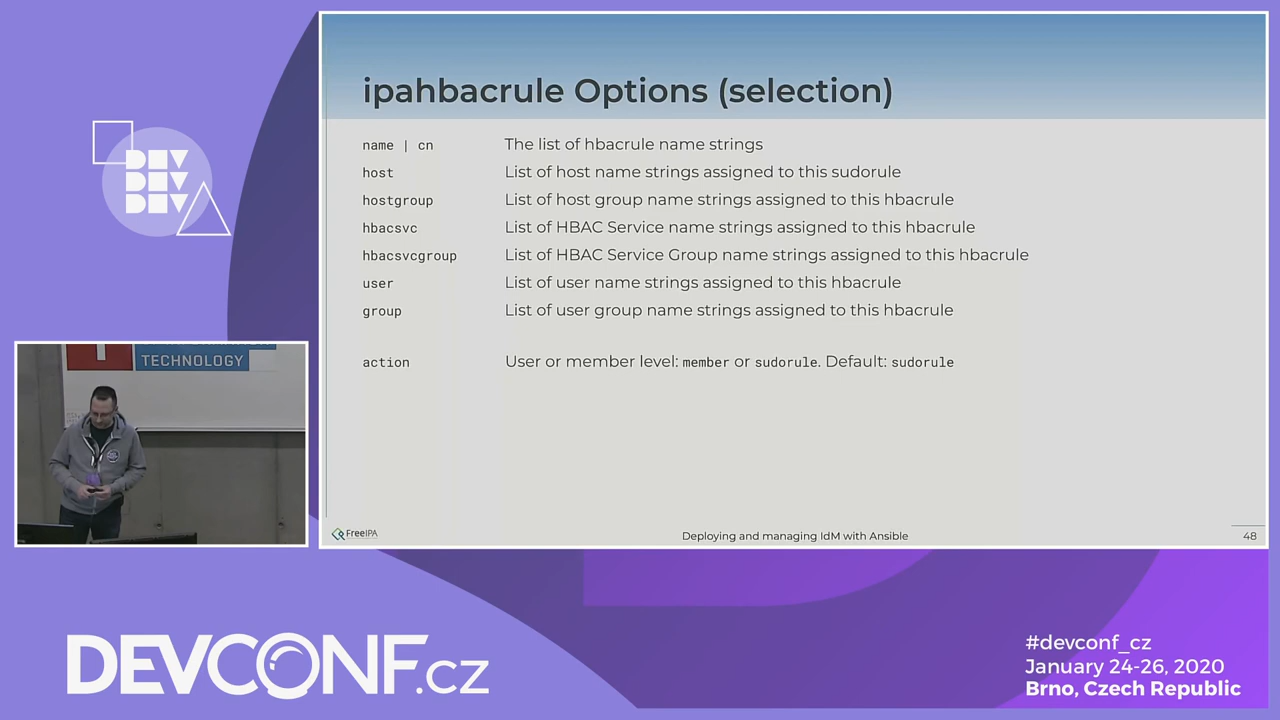 DEV
DEV
DEV
TECHNOLOGY
ipahbacrule Options (selection)
name | cn The list of hbacrule name strings
host List of host name strings assigned to this sudorule
hostgroup List of host group name strings assigned to this hbacrule
hbacsvc List of HBAC Service name strings assigned to this hbacrule
hbacsvcgroup List of HBAC Service Group name strings assigned to this hbacrule
user List of user name strings assigned to this hbacrule
group List of user group name strings assigned to this hbacrule
action User or member level: member or sudorule. Default: sudorule
FreeIPA Deploying and managing IdM with Ansible 48
DEVCONF.cz
#devconf_cz
January 24-26, 2020
Brno, Czech Republic